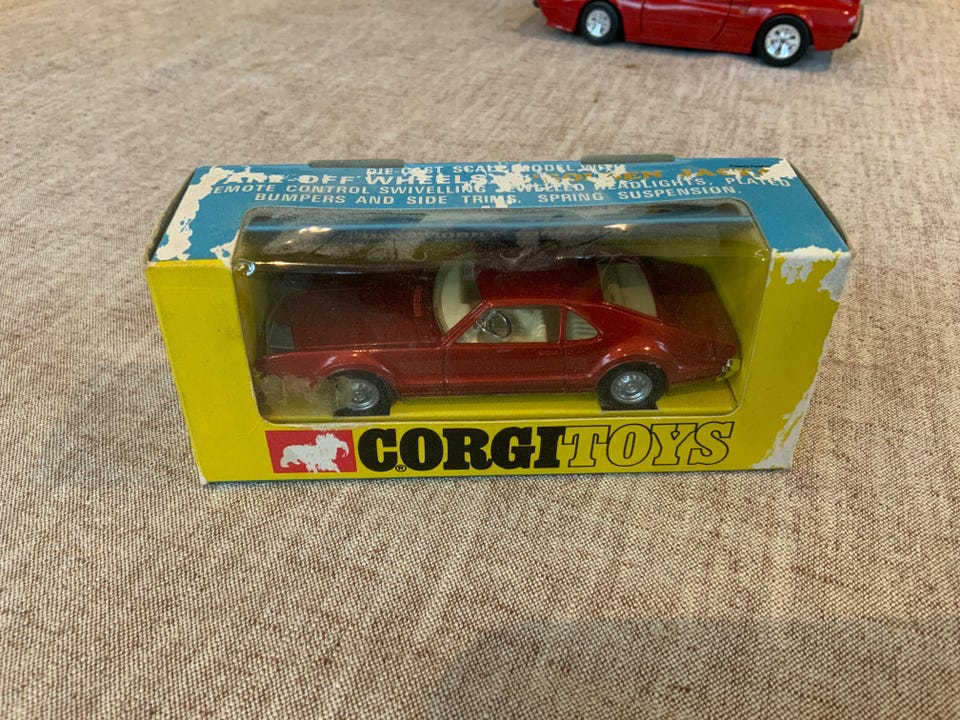 DIE-CAST SCALE MODEL WITH
OFF WHEELS
GOLDEN JACKS
REMOTE CONTROL SWIVELLING HEADLIGHTS. PLATED
BUMPERS AND SIDE TRIMS. SPRING SUSPENSION.
CORGI TOYS
®